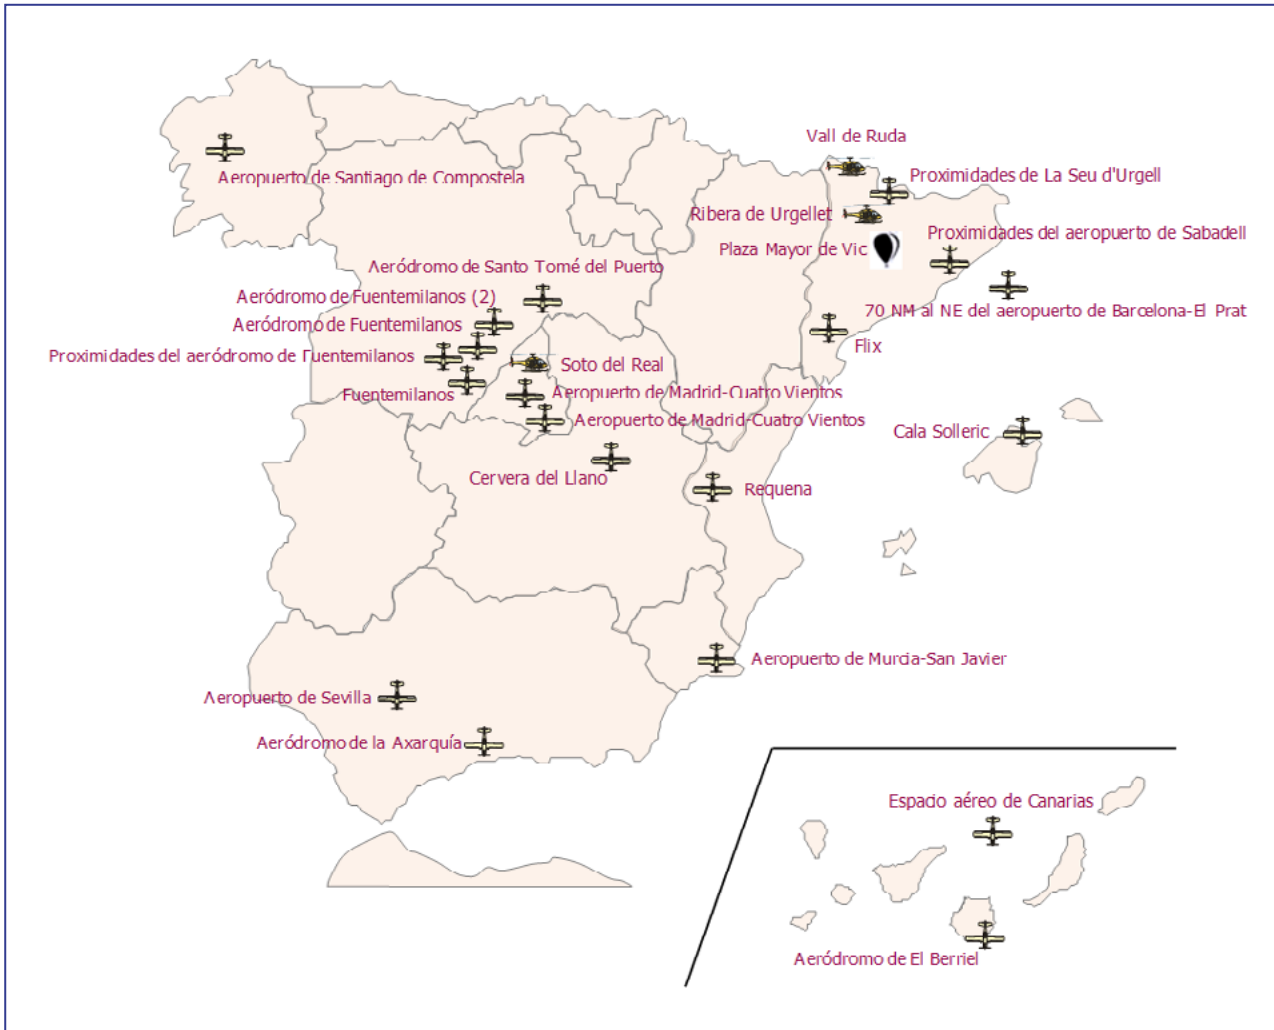 Vall de Ruda
Aeropuerto de Santiago de Compostela
Proximidades de La Seu d'Urgell
Ribera de Urgellet
Proximidades del aeropuerto de Sabadell
Plaza Mayor de Vic
Aeródromo de Santo Tomé del Puerto
Aeródromo de Fuentemilanos (2)
70 NM al NE del aeropuerto de Barcelona-El Prat
Aeródromo de Fuentemilanos
Flix
Proximidades del aeródromo de Fuentemilanos
Soto del Real
Fuentemilanos
Aeropuerto de Madrid-Cuatro Vientos
Aeropuerto de Madrid-Cuatro Vientos
Cala Solleric
Cervera del Llano
Requena
Aeropuerto de Murcia-San Javier
Aeropuerto de Sevilla
Aeródromo de la Axarquía
Espacio aéreo de Canarias
Aeródromo de El Berriel